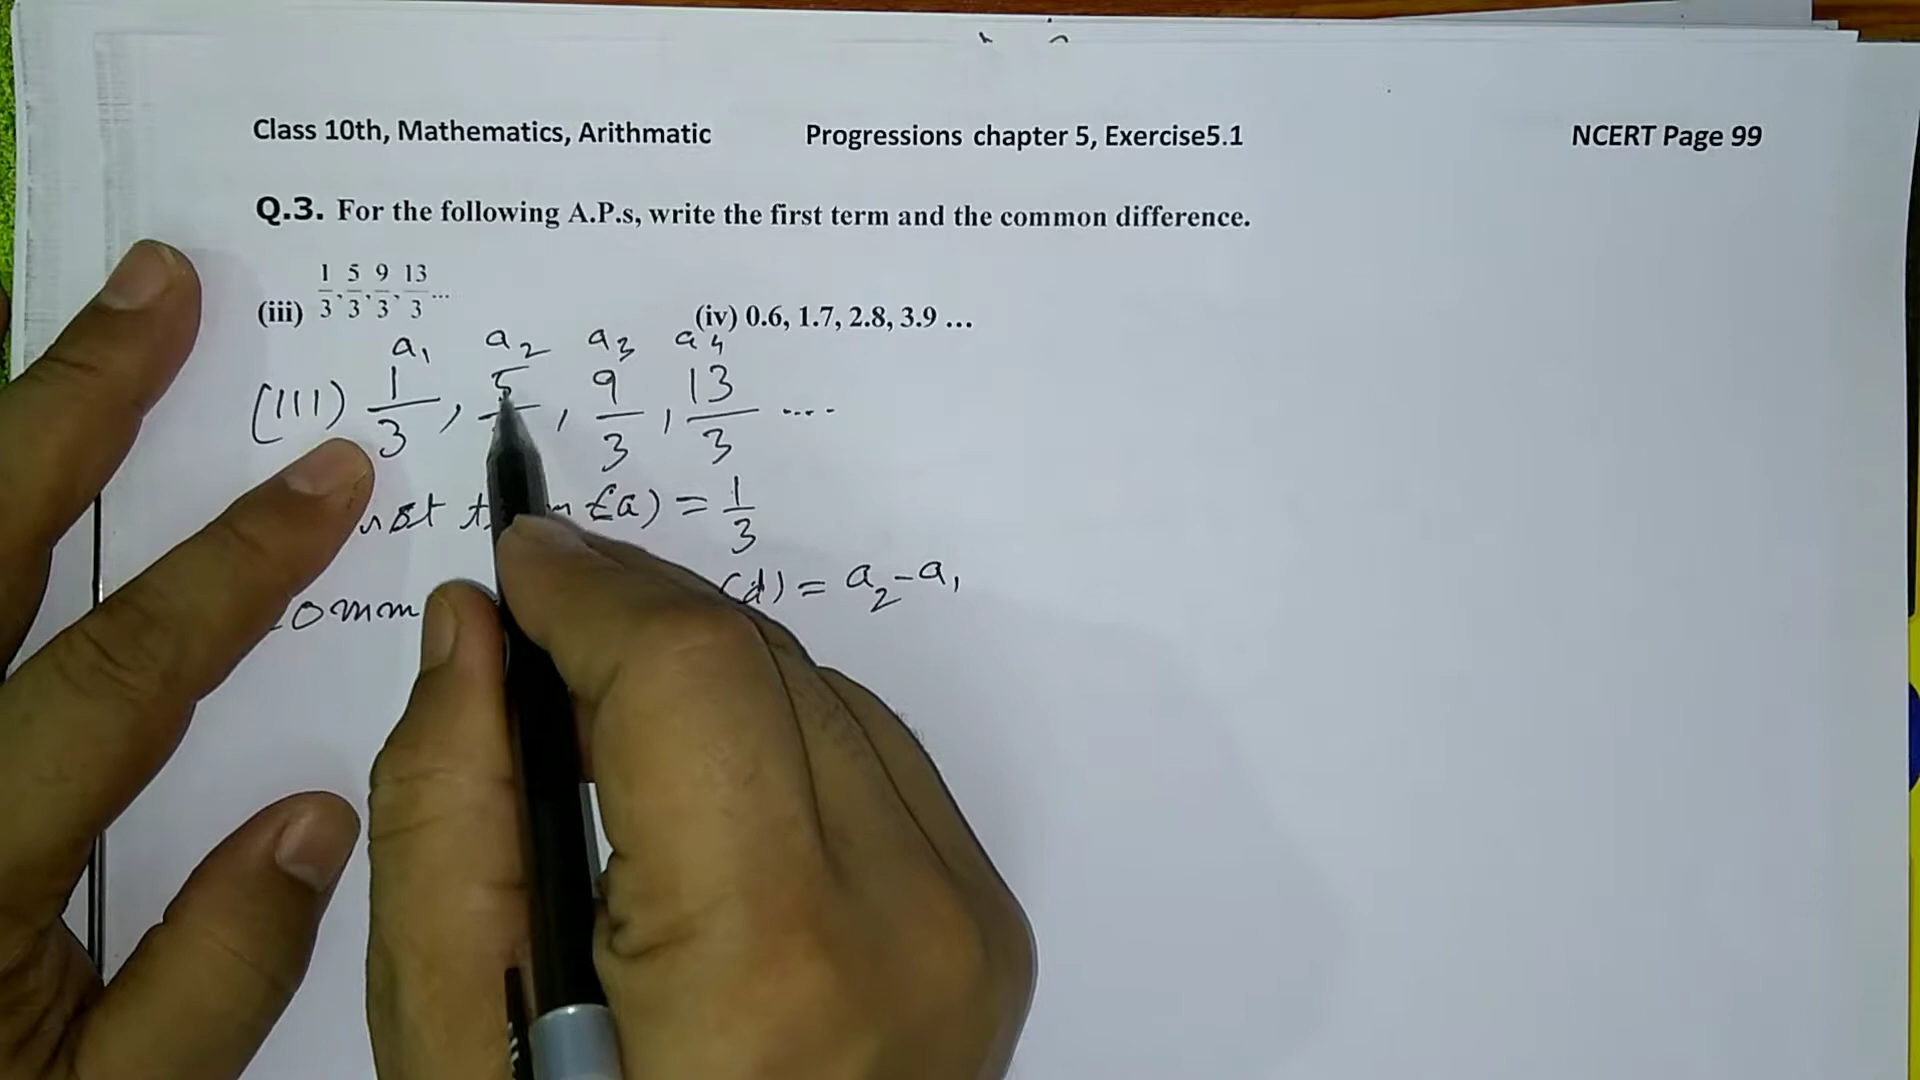 Class 10th, Mathematics, Arithmatic Progressions chapter 5, Exercise5.1 NCERT Page 99
Q.3. For the following A.P.s, write the first term and the common difference.
(iii) 1/3, 5/3, 9/3, 13/3 ...
(iv) 0.6, 1.7, 2.8, 3.9 ...
a₁ a₂ a₃ a₄
(III) 1/3, 5/, 9/3, 13/3 ....
(a) = 1/3
(d) = a₂-a₁